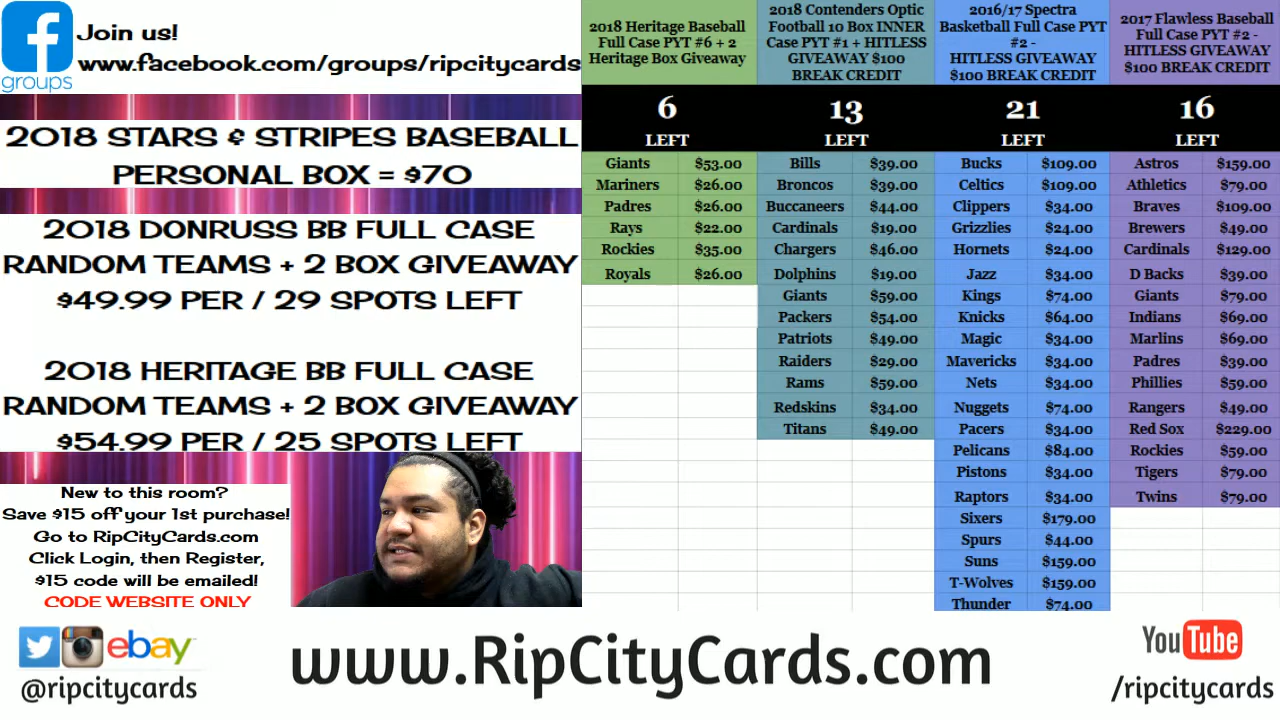 Join us!
www.facebook.com/groups/ripcitycards
groups
2018 STARS & STRIPES BASEBALL
PERSONAL BOX = $70
2018 DONRUSS BB FULL CASE
RANDOM TEAMS + 2 BOX GIVEAWAY
$49.99 PER / 29 SPOTS LEFT
2018 HERITAGE BB FULL CASE
RANDOM TEAMS + 2 BOX GIVEAWAY
$54.99 PER / 25 SPOTS LEFT
New to this room?
Save $15 off your 1st purchase!
Go to RipCityCards.com
Click Login, then Register,
$15 code will be emailed!
CODE WEBSITE ONLY
2018 Heritage Baseball
Full Case PYT #6 + 2
Heritage Box Giveaway
6
LEFT
Giants $53.00
Mariners $26.00
Padres $26.00
Rays $22.00
Rockies $35.00
Royals $26.00
2018 Contenders Optic
Football 10 Box INNER
Case PYT #1 + HITLESS
GIVEAWAY $100
BREAK CREDIT
13
LEFT
Bills $39.00
Broncos $39.00
Buccaneers $44.00
Cardinals $19.00
Chargers $46.00
Dolphins $19.00
Giants $59.00
Packers $54.00
Patriots $49.00
Raiders $29.00
Rams $59.00
Redskins $34.00
Titans $49.00
2016/17 Spectra
Basketball Full Case PYT
#2 -
HITLESS GIVEAWAY
$100 BREAK CREDIT
21
LEFT
Bucks $109.00
Celtics $109.00
Clippers $34.00
Grizzlies $24.00
Hornets $24.00
Jazz $34.00
Kings $74.00
Knicks $64.00
Magic $34.00
Mavericks $34.00
Nets $34.00
Nuggets $74.00
Pacers $34.00
Pelicans $84.00
Pistons $34.00
Raptors $34.00
Sixers $179.00
Spurs $44.00
Suns $159.00
T-Wolves $159.00
Thunder $74.00
2017 Flawless Baseball
Full Case PYT #2 -
HITLESS GIVEAWAY
$100 BREAK CREDIT
16
LEFT
Astros $159.00
Athletics $79.00
Braves $109.00
Brewers $49.00
Cardinals $129.00
D Backs $39.00
Giants $79.00
Indians $69.00
Marlins $69.00
Padres $39.00
Phillies $59.00
Rangers $49.00
Red Sox $229.00
Rockies $59.00
Tigers $79.00
Twins $79.00
ebay
@ripcitycards
www.RipCityCards.com
YouTube
/ripcitycards